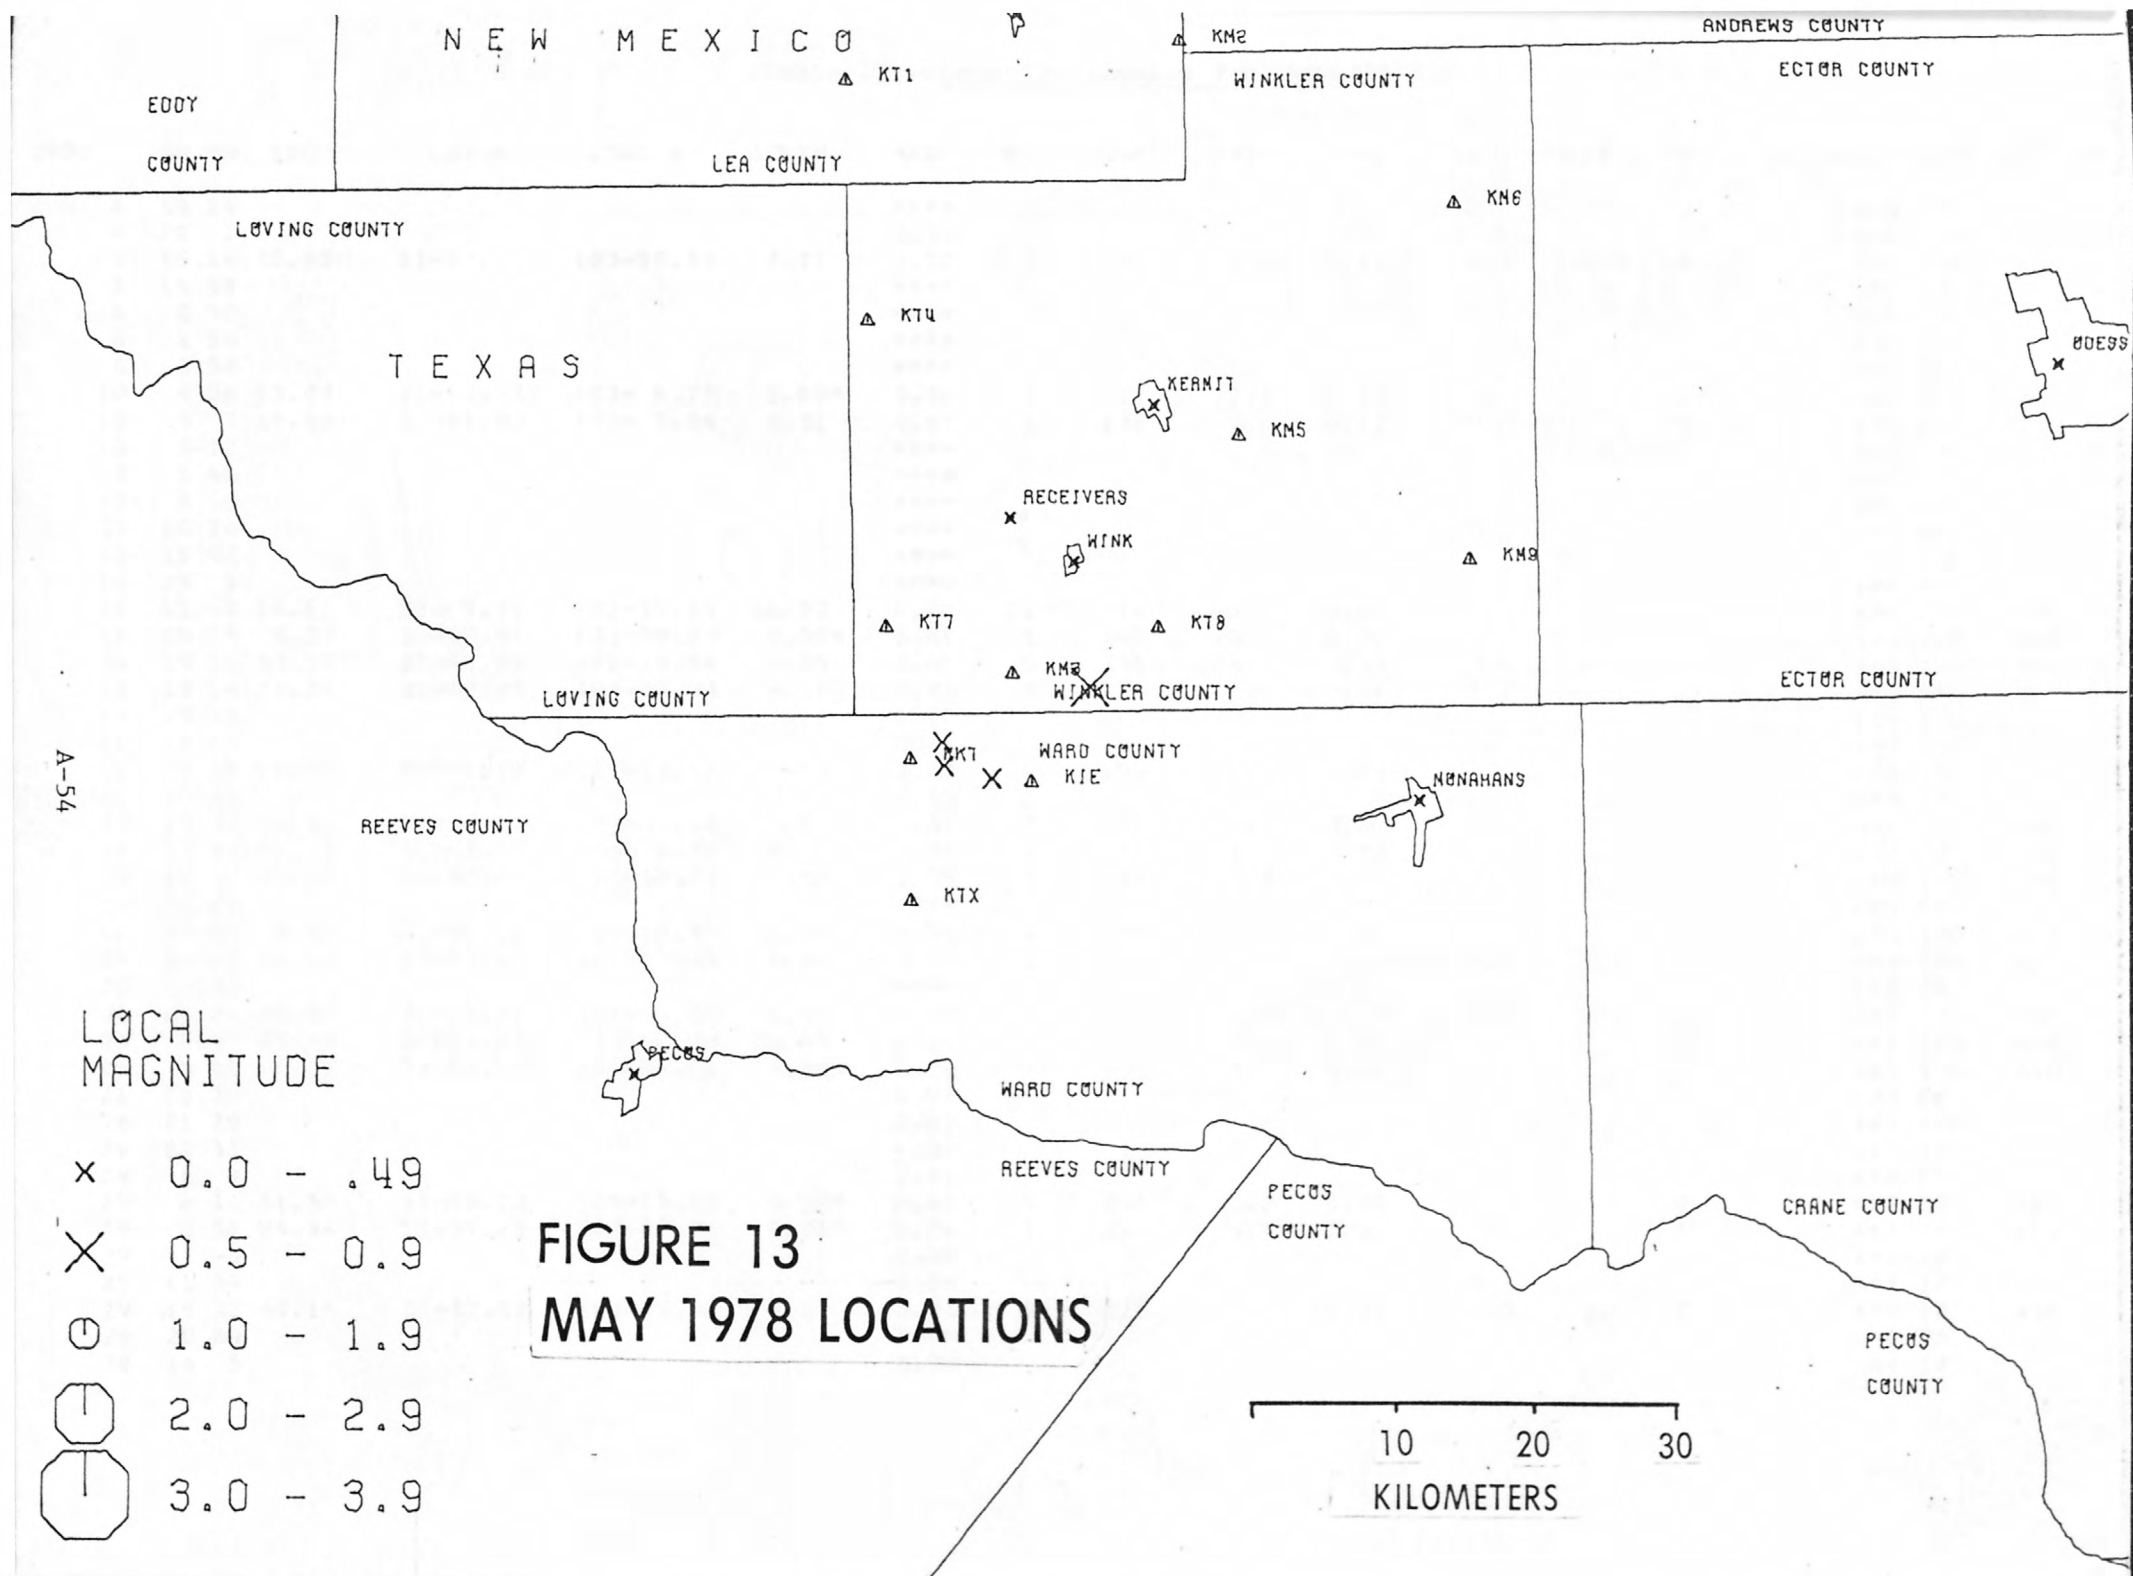 NEW MEXICO
ANDREWS COUNTY
KM2
KT1
WINKLER COUNTY
ECTOR COUNTY
EDDY
COUNTY
LEA COUNTY
KM6
LOVING COUNTY
KT4
TEXAS
ODESS
KERMIT
KM5
RECEIVERS
WINK
KM9
KT7
KT8
LOVING COUNTY
WINKLER COUNTY
ECTOR COUNTY
WARD COUNTY
KIE
A-54
MONAHANS
REEVES COUNTY
KTX
LOCAL
MAGNITUDE
PECOS
WARD COUNTY
REEVES COUNTY
0.0 - .49
PECOS
COUNTY
CRANE COUNTY
0.5 - 0.9
FIGURE 13
MAY 1978 LOCATIONS
1.0 - 1.9
PECOS
COUNTY
2.0 - 2.9
10 20 30
KILOMETERS
3.0 - 3.9